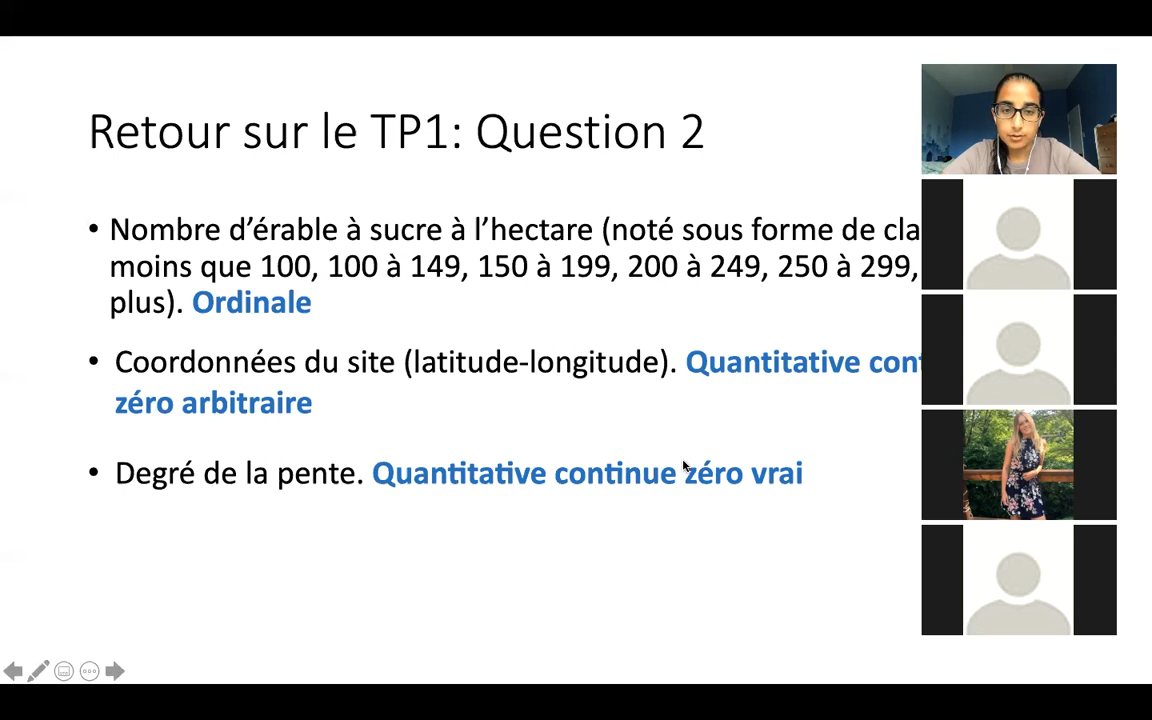 Retour sur le TP1: Question 2
• Nombre d’érable à sucre à l’hectare (noté sous forme de cla
moins que 100, 100 à 149, 150 à 199, 200 à 249, 250 à 299,
plus). Ordinale
• Coordonnées du site (latitude-longitude). Quantitative cont
zéro arbitraire
• Degré de la pente. Quantitative continue zéro vrai